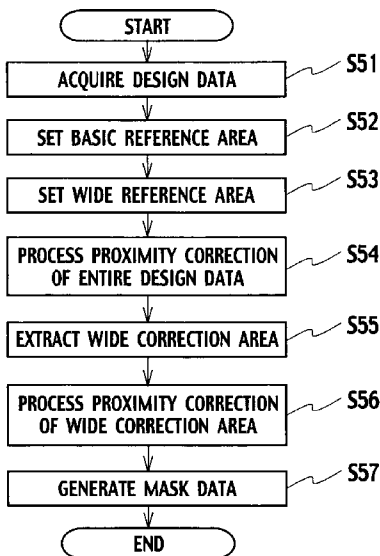 START
ACQUIRE DESIGN DATA
S51
SET BASIC REFERENCE AREA
S52
SET WIDE REFERENCE AREA
S53
PROCESS PROXIMITY CORRECTION
OF ENTIRE DESIGN DATA
S54
EXTRACT WIDE CORRECTION AREA
S55
PROCESS PROXIMITY CORRECTION
OF WIDE CORRECTION AREA
S56
GENERATE MASK DATA
S57
END